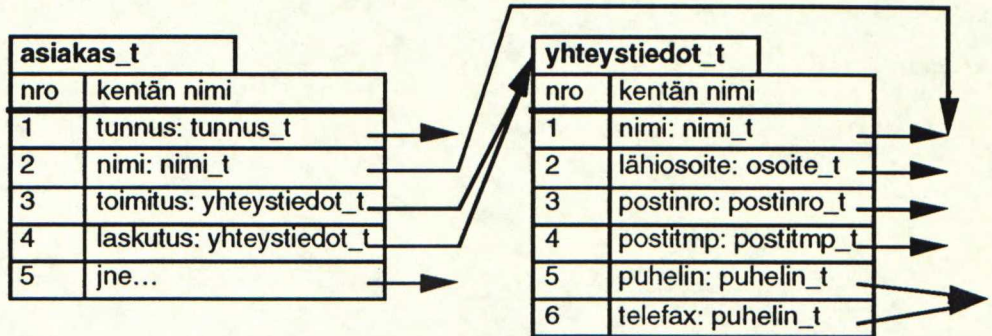 asiakas_t
nro kentän nimi
1 tunnus: tunnus_t
2 nimi: nimi_t
3 toimitus: yhteystiedot_t
4 laskutus: yhteystiedot_t
5 jne...
yhteystiedot_t
nro kentän nimi
1 nimi: nimi_t
2 lähiosoite: osoite_t
3 postinro: postinro_t
4 postitmp: postitmp_t
5 puhelin: puhelin_t
6 telefax: puhelin_t